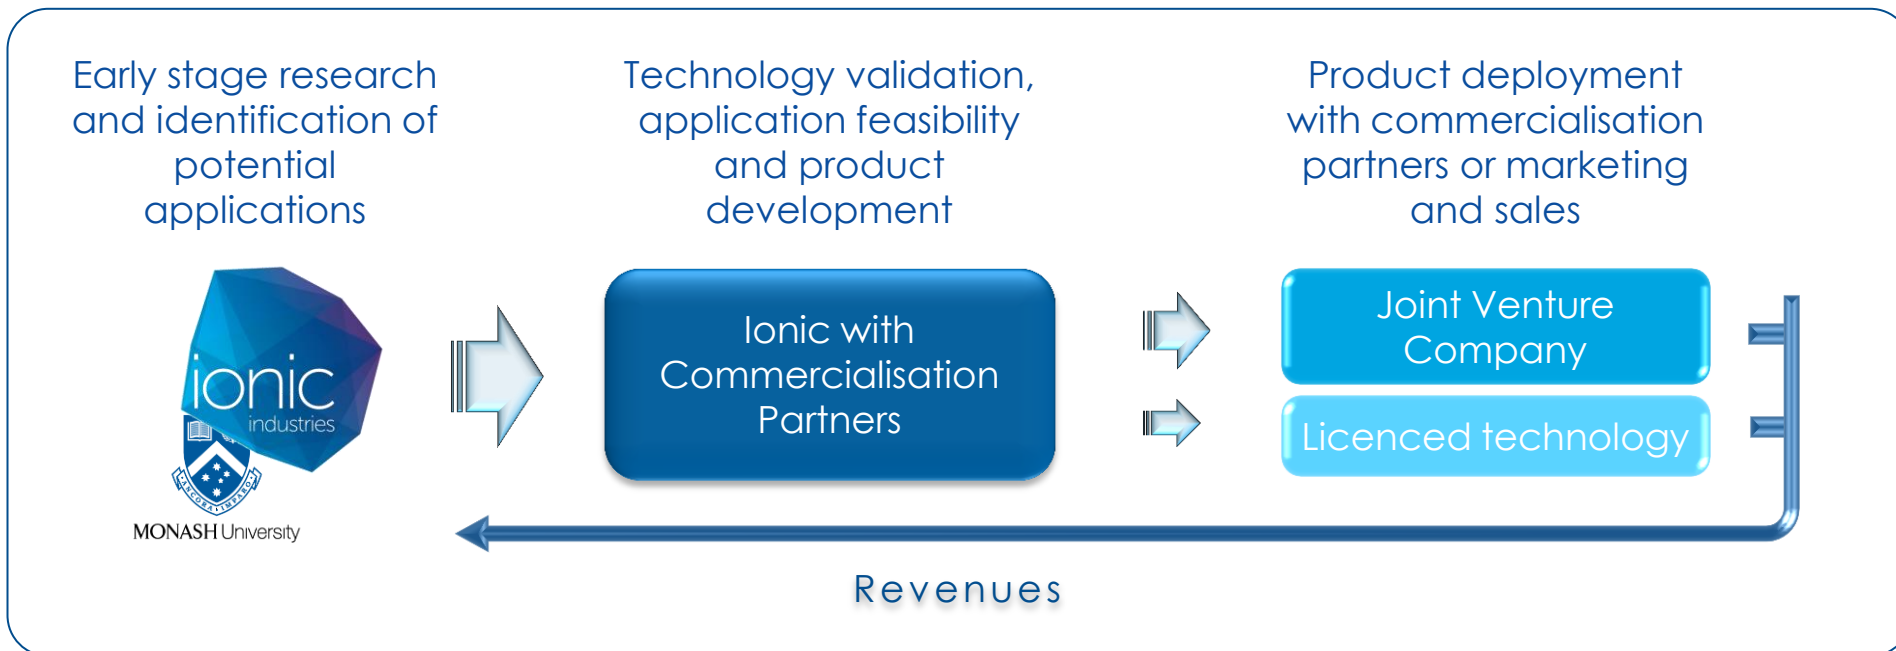 Early stage research
and identification of
potential
applications
Technology validation,
application feasibility
and product
development
Product deployment
with commercialisation
partners or marketing
and sales
ionic
industries
ANCORA IMPARO
MONASH University
Ionic with
Commercialisation
Partners
Joint Venture
Company
Licenced technology
Revenues